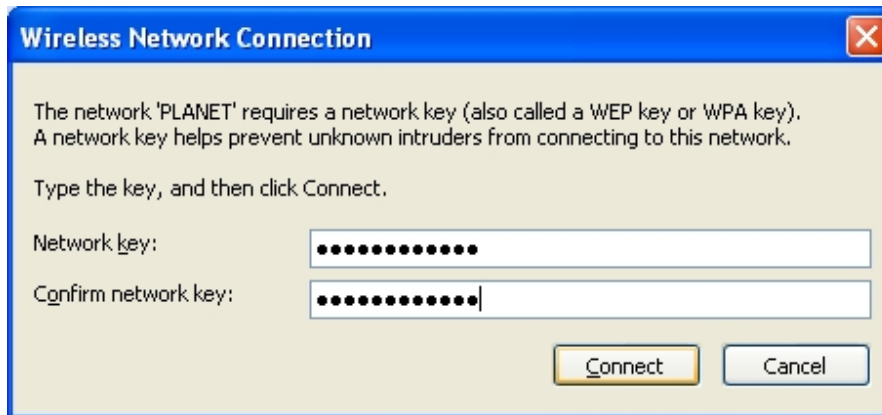 Wireless Network Connection
The network 'PLANET' requires a network key (also called a WEP key or WPA key).
A network key helps prevent unknown intruders from connecting to this network.
Type the key, and then click Connect.
Network key: ••••••••••••
Confirm network key: ••••••••••••
Connect Cancel